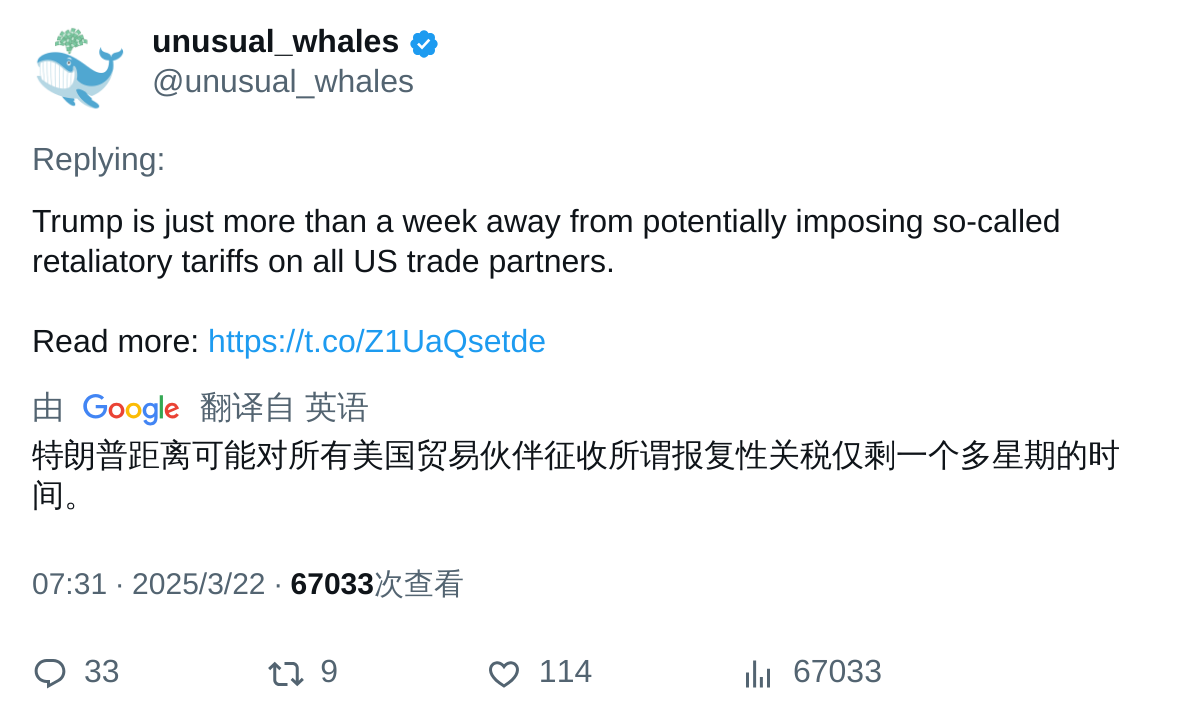 unusual_whales
@unusual_whales
Replying:
Trump is just more than a week away from potentially imposing so-called
retaliatory tariffs on all US trade partners.
Read more: https://t.co/Z1UaQsetde
由 Google 翻译自 英语
特朗普距离可能对所有美国贸易伙伴征收所谓报复性关税仅剩一个多星期的时
间。
07:31 · 2025/3/22 · 67033次查看
33 9 114 67033